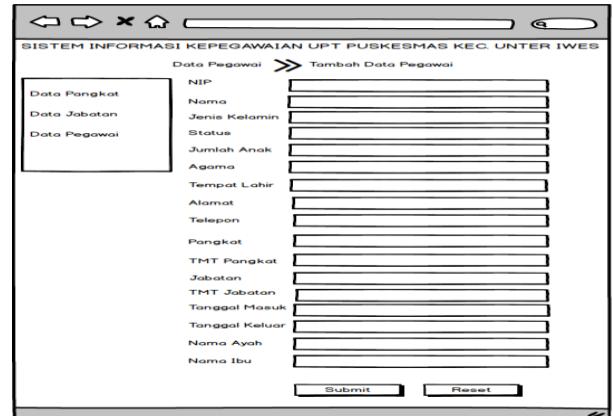 SISTEM INFORMASI KEPEGAWAIAN UPT PUSKESMAS KEC. UNTER IWES
Data Pegawai Tambah Data Pegawai
Data Pangkat
Data Jabatan
Data Pegawai
NIP
Nama
Jenis Kelamin
Status
Jumlah Anak
Agama
Tempat Lahir
Alamat
Telepon
Pangkat
TMT Pangkat
Jabatan
TMT Jabatan
Tanggal Masuk
Tanggal Keluar
Nama Ayah
Nama Ibu
Submit Reset